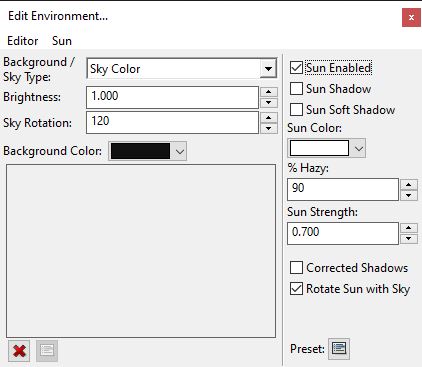 Edit Environment...
x
Editor Sun
Background /
Sky Type:
Sky Color
Brightness:
1.000
Sky Rotation:
120
Background Color:
Sun Enabled
Sun Shadow
Sun Soft Shadow
Sun Color:
% Hazy:
90
Sun Strength:
0.700
Corrected Shadows
Rotate Sun with Sky
Preset: